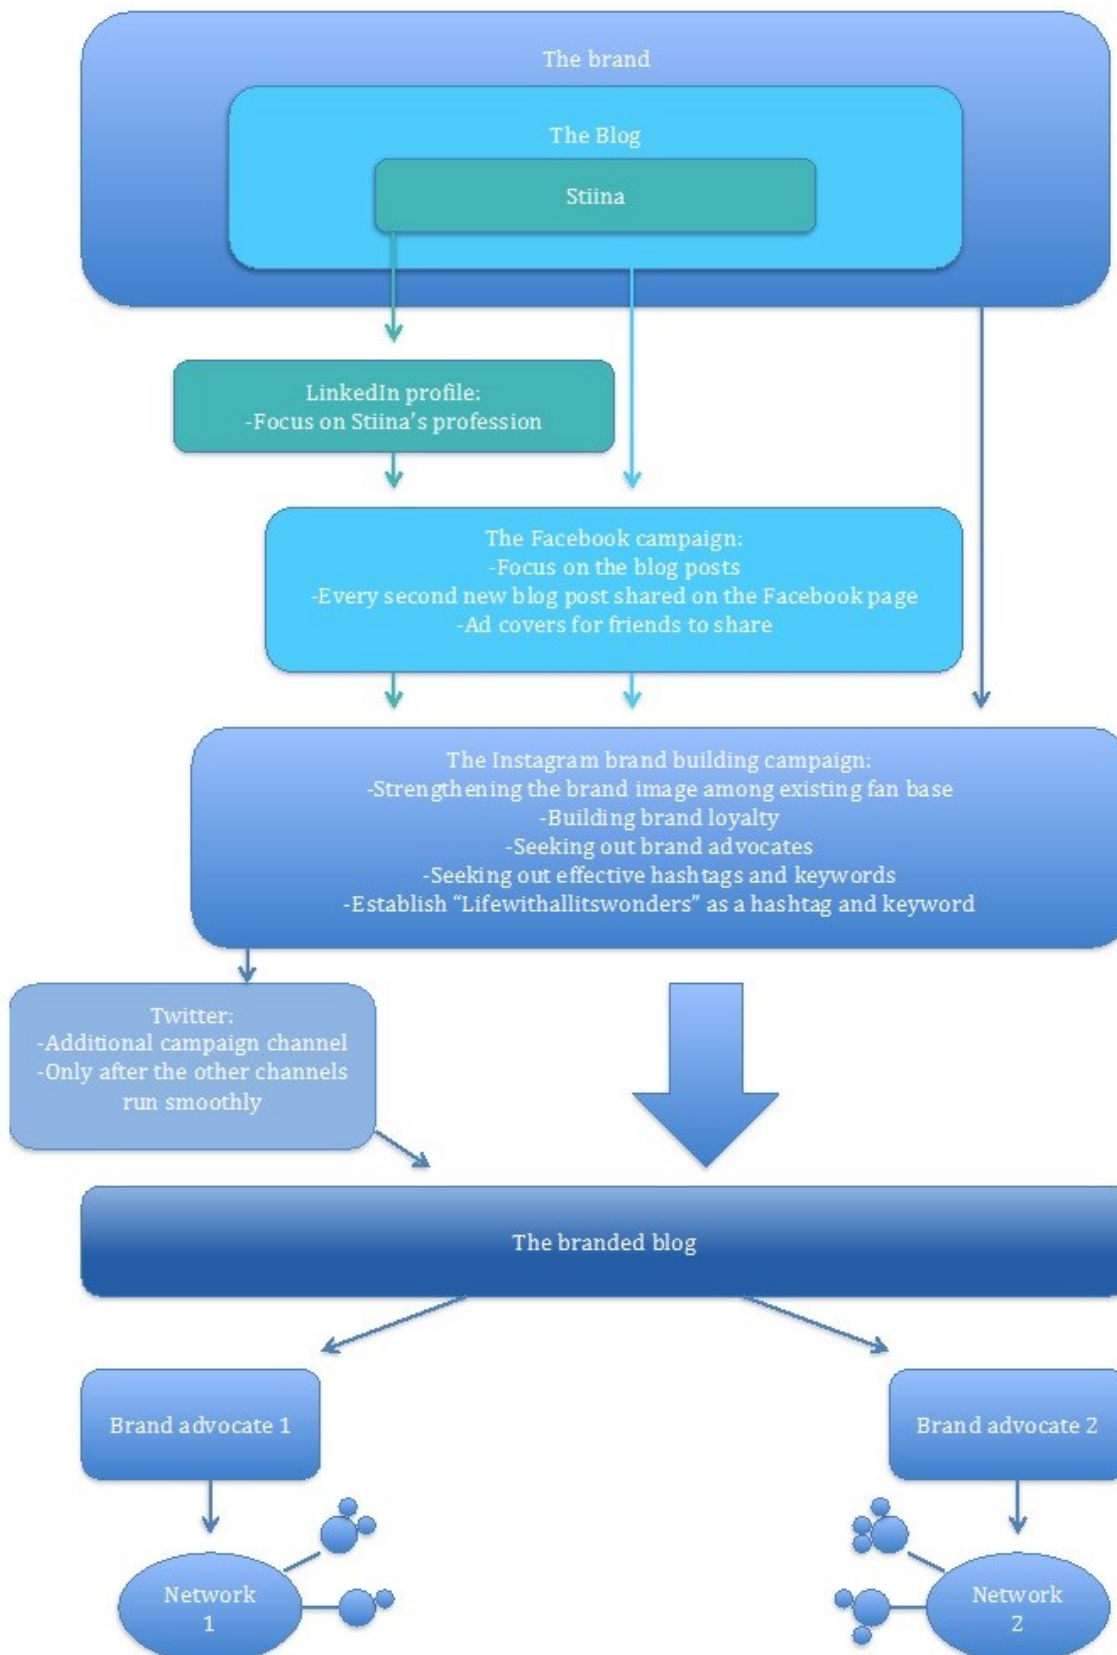 The brand
The Blog
Stiina
LinkedIn profile:
-Focus on Stiina’s profession
The Facebook campaign:
-Focus on the blog posts
-Every second new blog post shared on the Facebook page
-Ad covers for friends to share
The Instagram brand building campaign:
-Strengthening the brand image among existing fan base
-Building brand loyalty
-Seeking out brand advocates
-Seeking out effective hashtags and keywords
-Establish “Lifewithallitswonders” as a hashtag and keyword
Twitter:
-Additional campaign channel
-Only after the other channels
run smoothly
The branded blog
Brand advocate 1
Brand advocate 2
Network
1
Network
2